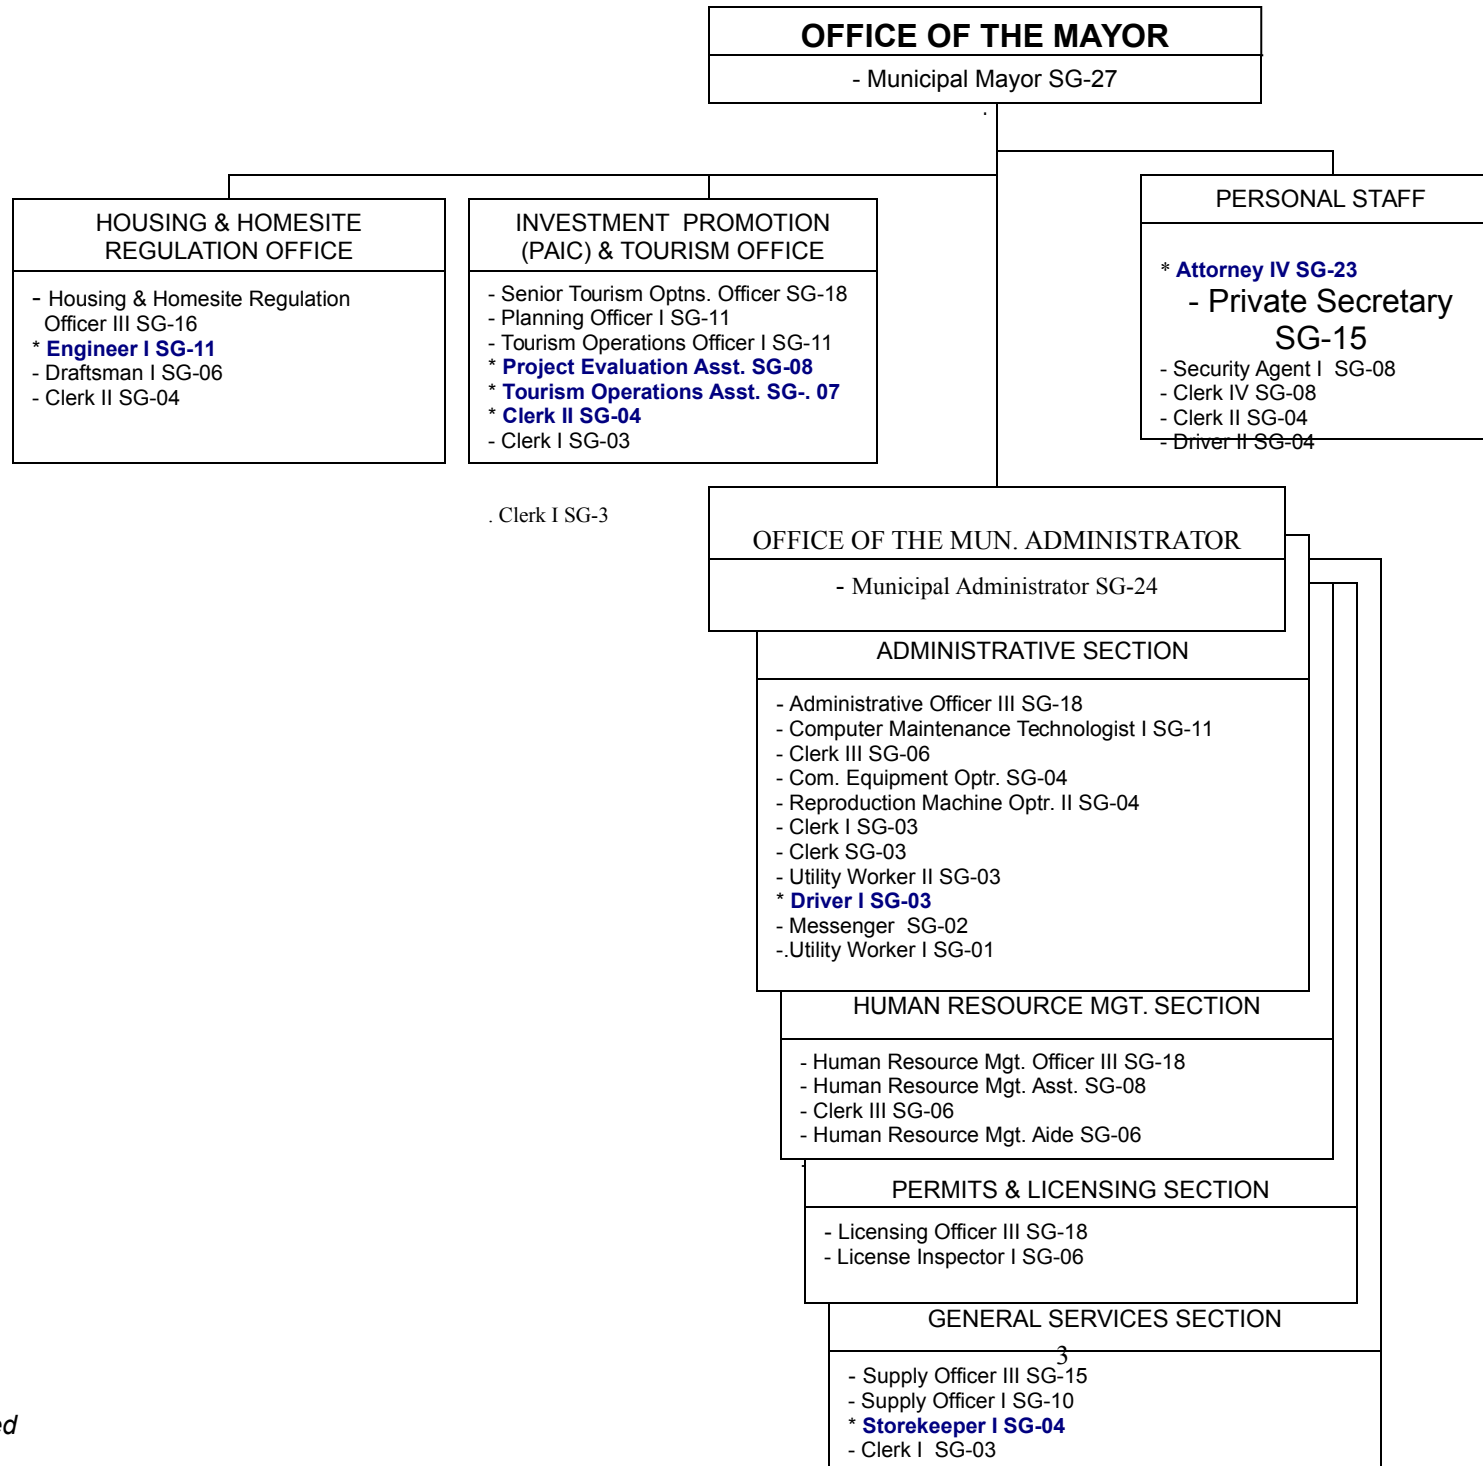 OFFICE OF THE MAYOR
- Municipal Mayor SG-27
.
HOUSING & HOMESITE
REGULATION OFFICE
- Housing & Homesite Regulation
Officer III SG-16
* Engineer I SG-11
- Draftsman I SG-06
- Clerk II SG-04
INVESTMENT PROMOTION
(PAIC) & TOURISM OFFICE
- Senior Tourism Optns. Officer SG-18
- Planning Officer I SG-11
- Tourism Operations Officer I SG-11
* Project Evaluation Asst. SG-08
* Tourism Operations Asst. SG-. 07
* Clerk II SG-04
- Clerk I SG-03
. Clerk I SG-3
PERSONAL STAFF
* Attorney IV SG-23
- Private Secretary
SG-15
- Security Agent I SG-08
- Clerk IV SG-08
- Clerk II SG-04
- Driver II SG-04
OFFICE OF THE MUN. ADMINISTRATOR
- Municipal Administrator SG-24
ADMINISTRATIVE SECTION
- Administrative Officer III SG-18
- Computer Maintenance Technologist I SG-11
- Clerk III SG-06
- Com. Equipment Optr. SG-04
- Reproduction Machine Optr. II SG-04
- Clerk I SG-03
- Clerk SG-03
- Utility Worker II SG-03
* Driver I SG-03
- Messenger SG-02
-.Utility Worker I SG-01
HUMAN RESOURCE MGT. SECTION
- Human Resource Mgt. Officer III SG-18
- Human Resource Mgt. Asst. SG-08
- Clerk III SG-06
- Human Resource Mgt. Aide SG-06
PERMITS & LICENSING SECTION
- Licensing Officer III SG-18
- License Inspector I SG-06
GENERAL SERVICES SECTION
3
- Supply Officer III SG-15
- Supply Officer I SG-10
* Storekeeper I SG-04
- Clerk I SG-03